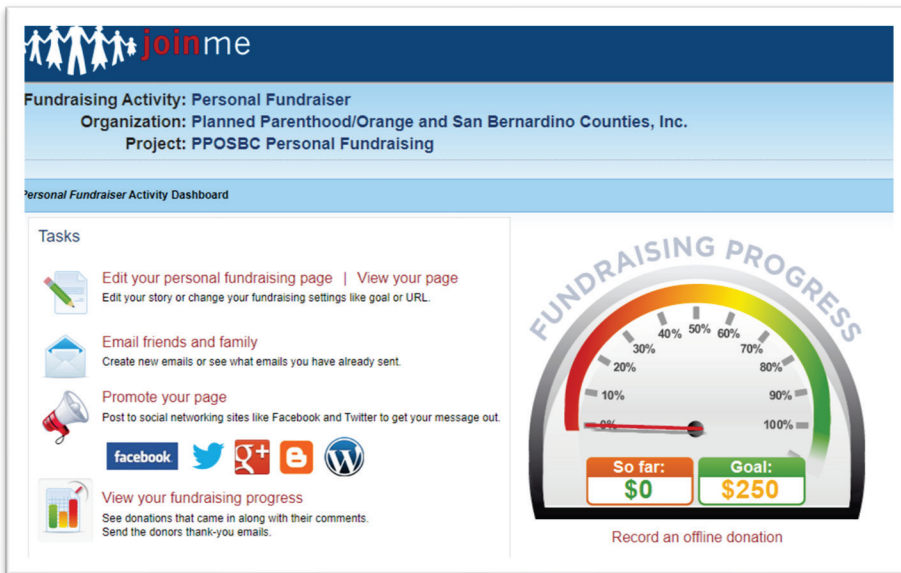 joinme
Fundraising Activity: Personal Fundraiser
Organization: Planned Parenthood/Orange and San Bernardino Counties, Inc.
Project: PPOSBC Personal Fundraising
Personal Fundraiser Activity Dashboard
Tasks
Edit your personal fundraising page | View your page
Edit your story or change your fundraising settings like goal or URL.
Email friends and family
Create new emails or see what emails you have already sent.
Promote your page
Post to social networking sites like Facebook and Twitter to get your message out.
facebook
g+
View your fundraising progress
See donations that came in along with their comments.
Send the donors thank-you emails.
FUNDRAISING PROGRESS
0%
10%
20%
30%
40%
50%
60%
70%
80%
90%
100%
So far:
$0
Goal:
$250
Record an offline donation